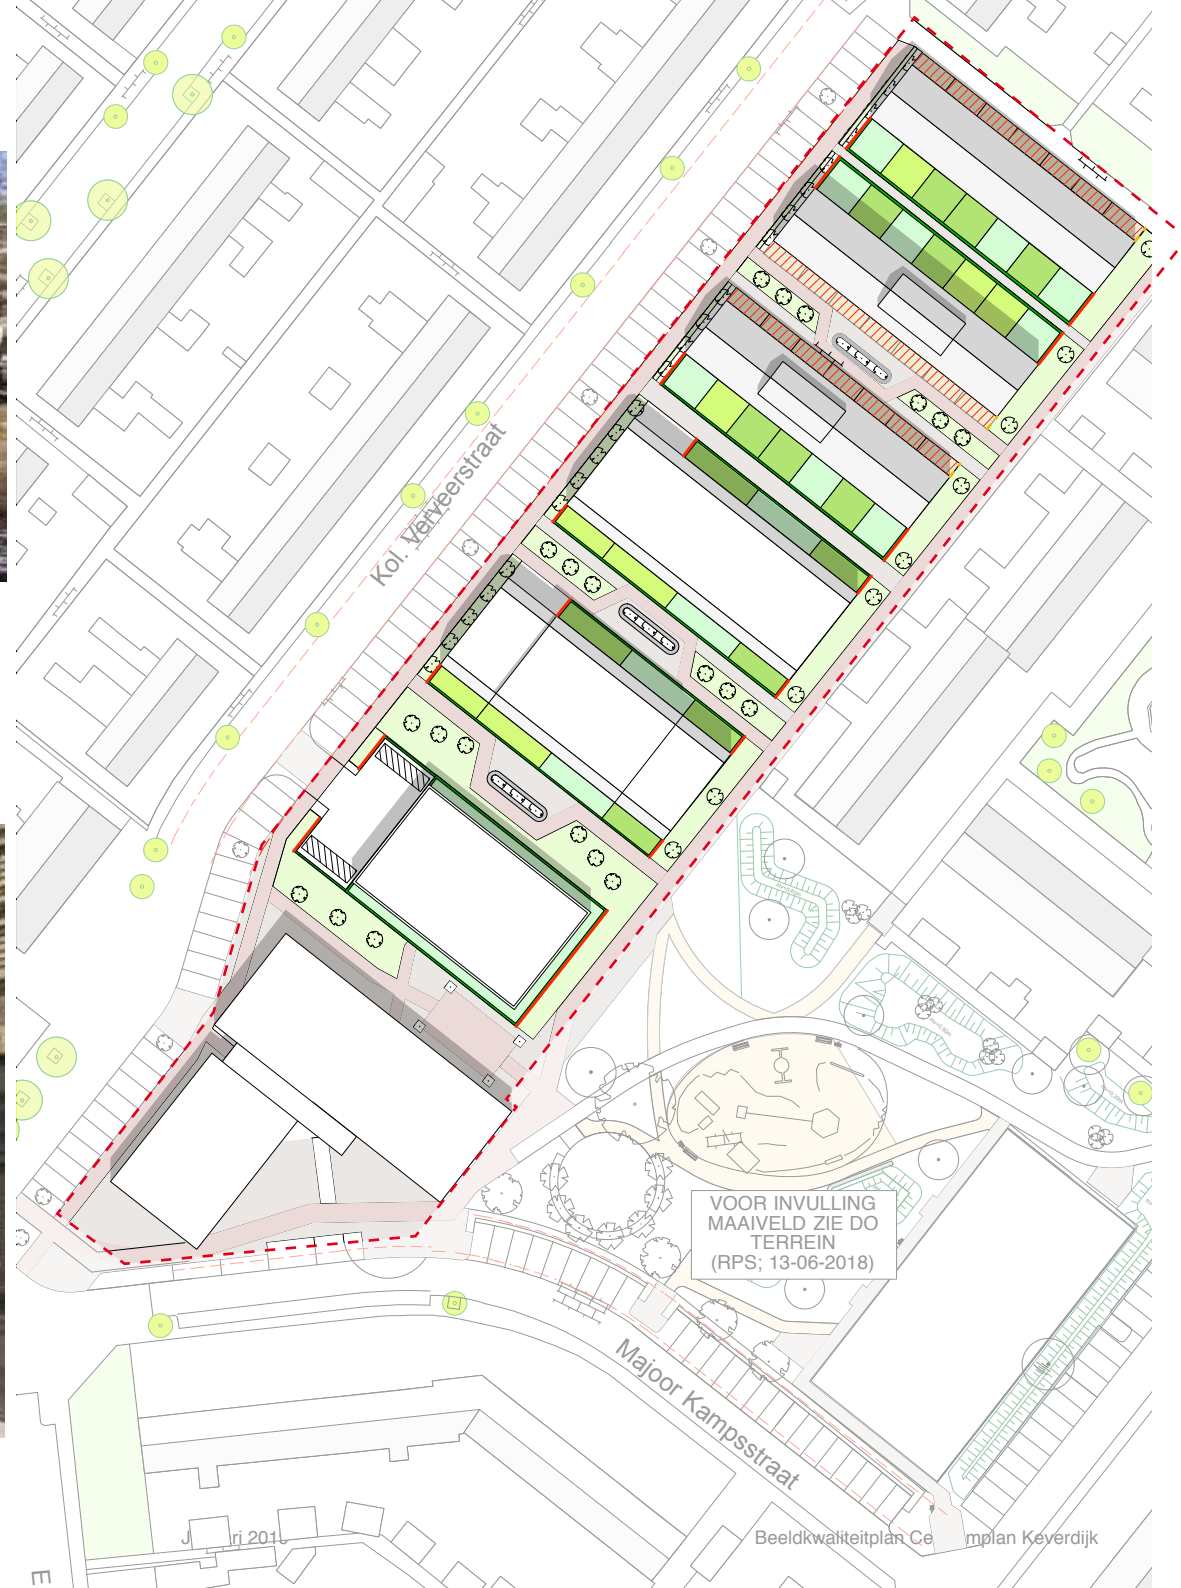 Kol. Verveerstraat
VOOR INVULLING
MAAIVELD ZIE DO
TERREIN
(RPS; 13-06-2018)
Majoor Kampsstraat
Beeldkwaliteitplan Keverdijk
E